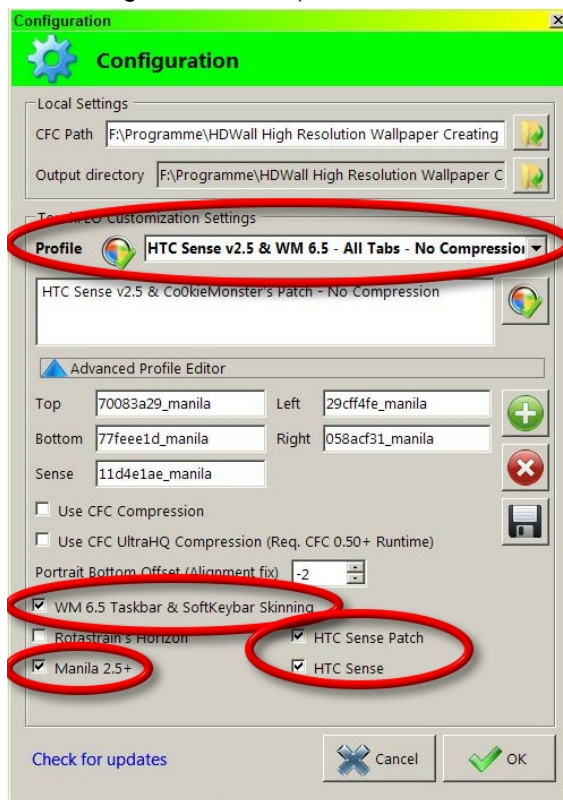 Configuration
Configuration
Local Settings
CFC Path F:\Programme\HDWall High Resolution Wallpaper Creating
Output directory F:\Programme\HDWall High Resolution Wallpaper C
Customization Settings
Profile HTC Sense v2.5 & WM 6.5 - All Tabs - No Compression
HTC Sense v2.5 & Co0kieMonster's Patch - No Compression
Advanced Profile Editor
Top 70083a29_manila Left 29cff4fe_manila
Bottom 77feee1d_manila Right 058acf31_manila
Sense 11d4e1ae_manila
Use CFC Compression
Use CFC UltraHQ Compression (Req. CFC 0.50+ Runtime)
Portrait Bottom Offset (Alignment fix) -2
WM 6.5 Taskbar & SoftKeybar Skinning
Rotastrain's Horizon HTC Sense Patch
Manila 2.5+ HTC Sense
Check for updates Cancel OK